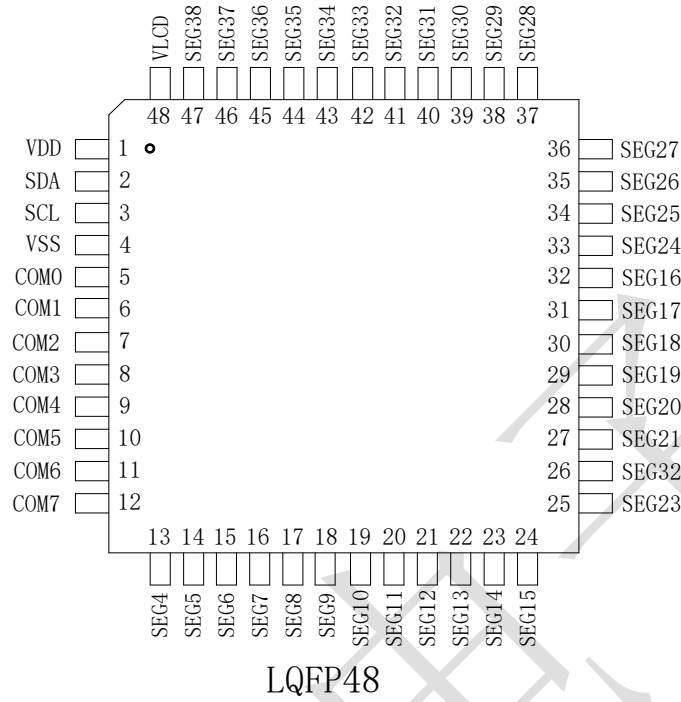 VLCD SEG38 SEG37 SEG36 SEG35 SEG34 SEG33 SEG32 SEG31 SEG30 SEG29 SEG28
48 47 46 45 44 43 42 41 40 39 38 37
VDD 1 36 SEG27
SDA 2 35 SEG26
SCL 3 34 SEG25
VSS 4 33 SEG24
COM0 5 32 SEG16
COM1 6 31 SEG17
COM2 7 30 SEG18
COM3 8 29 SEG19
COM4 9 28 SEG20
COM5 10 27 SEG21
COM6 11 26 SEG32
COM7 12 25 SEG23
13 14 15 16 17 18 19 20 21 22 23 24
SEG4 SEG5 SEG6 SEG7 SEG8 SEG9 SEG10 SEG11 SEG12 SEG13 SEG14 SEG15
LQFP48